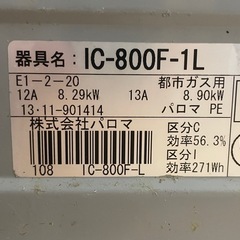 器具名：IC-800F-1L
E1-2-20 都市ガス用
12A 8.29kW 13A 8.90kW
13·11-901414 パロマ PE
株式会社パロマ 区分C
効率56.3%
108 IC-800F-L 区分I
効率271Wh